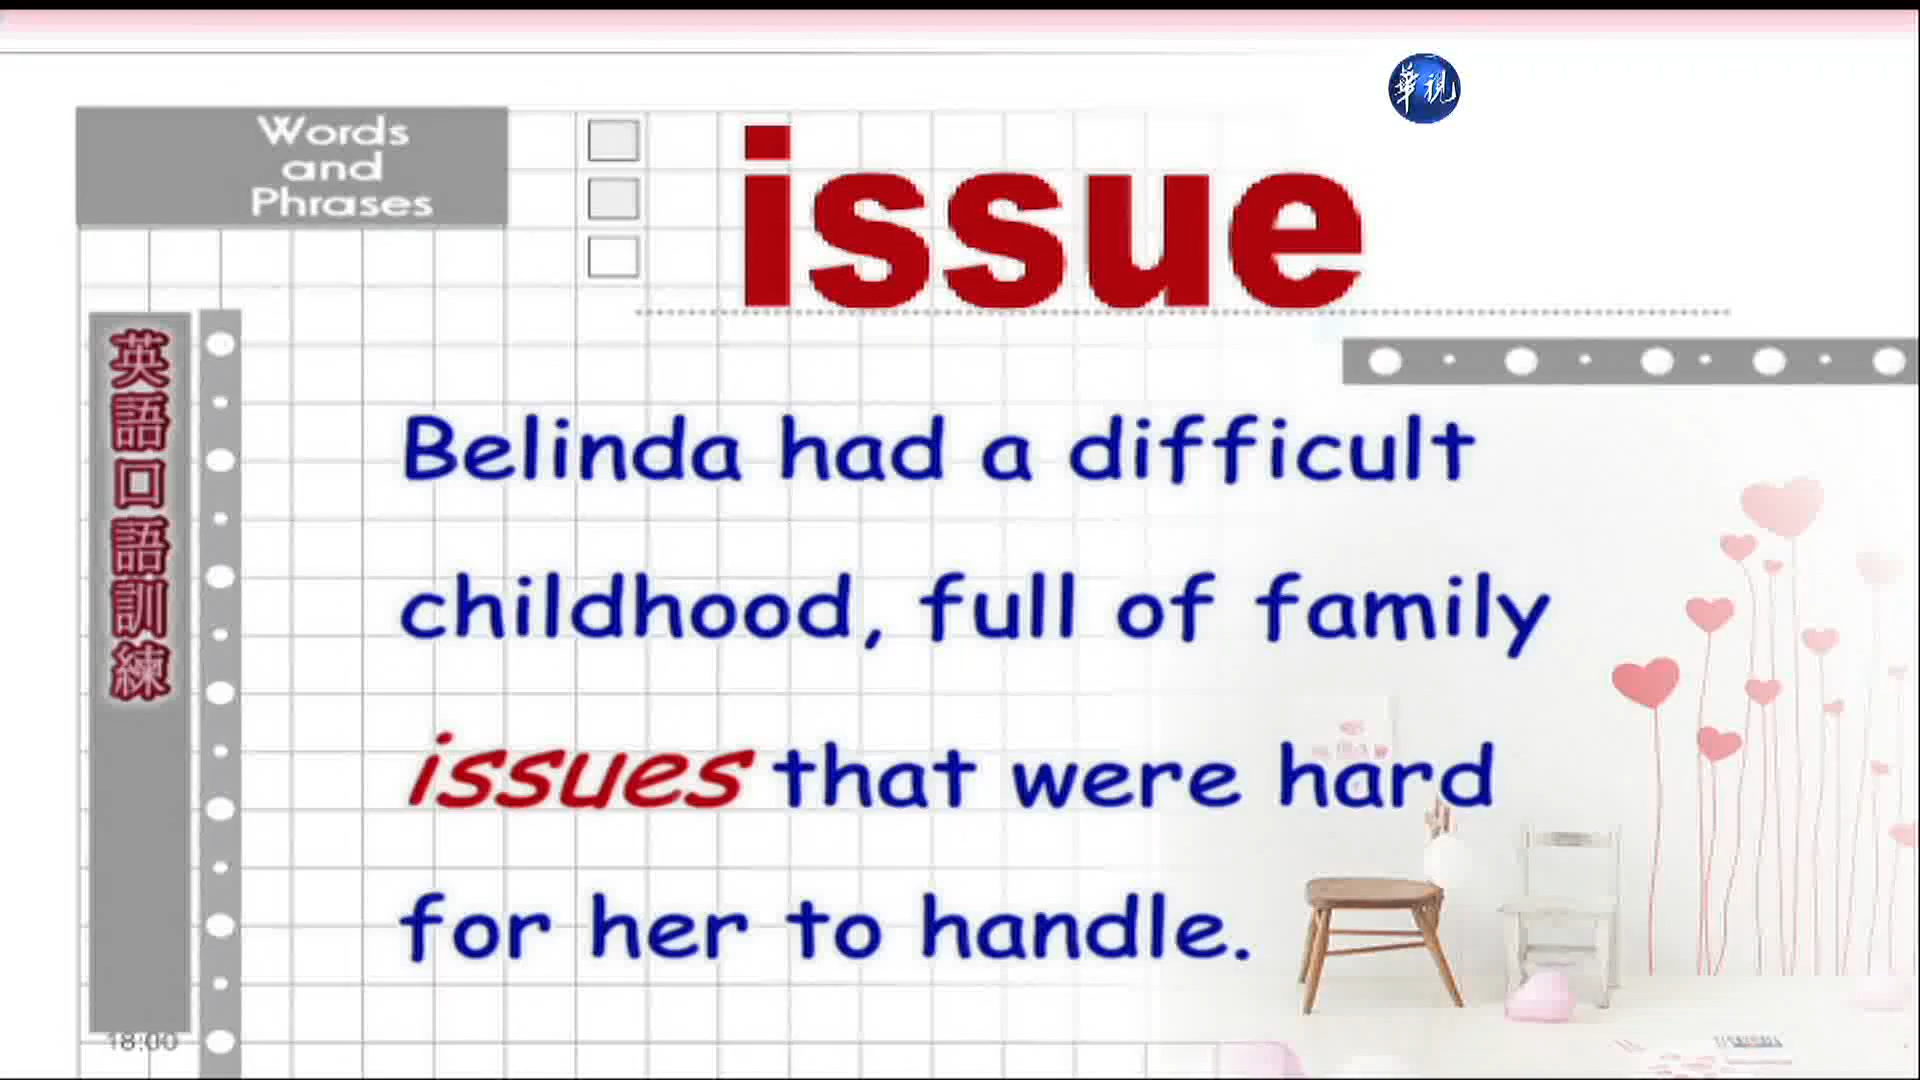 華視
Words
and
Phrases
issue
英語口語訓練
Belinda had a difficult
childhood, full of family
issues that were hard
for her to handle.
18:00